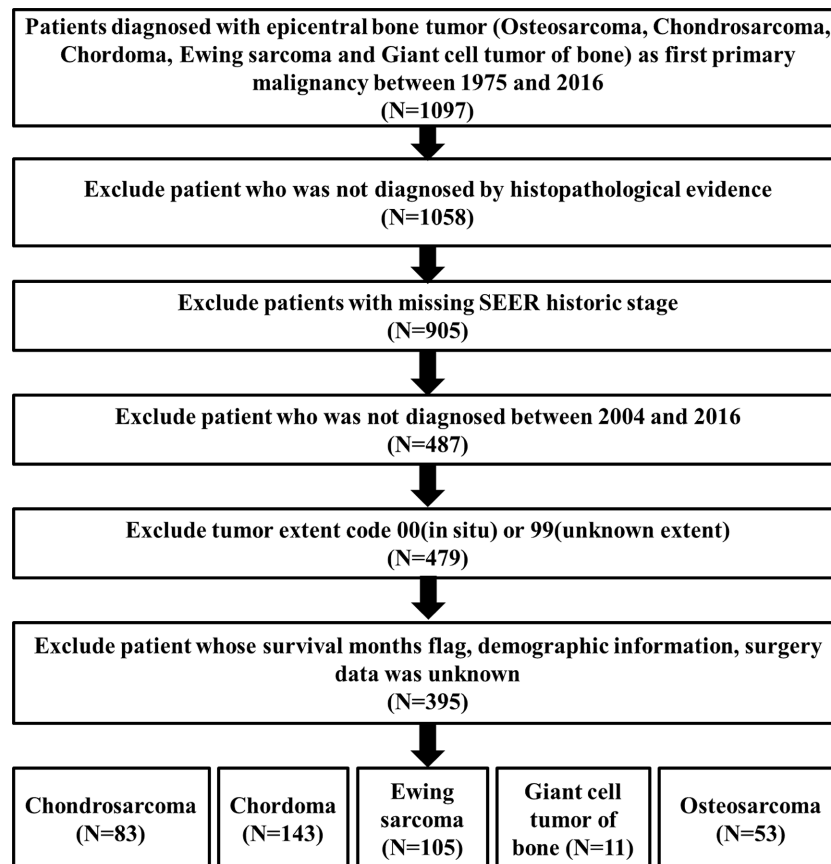 Patients diagnosed with epicentral bone tumor (Osteosarcoma, Chondrosarcoma,
Chordoma, Ewing sarcoma and Giant cell tumor of bone) as first primary
malignancy between 1975 and 2016
(N=1097)
Exclude patient who was not diagnosed by histopathological evidence
(N=1058)
Exclude patients with missing SEER historic stage
(N=905)
Exclude patient who was not diagnosed between 2004 and 2016
(N=487)
Exclude tumor extent code 00(in situ) or 99(unknown extent)
(N=479)
Exclude patient whose survival months flag, demographic information, surgery
data was unknown
(N=395)
Chondrosarcoma
(N=83)
Chordoma
(N=143)
Ewing
sarcoma
(N=105)
Giant cell
tumor of
bone (N=11)
Osteosarcoma
(N=53)